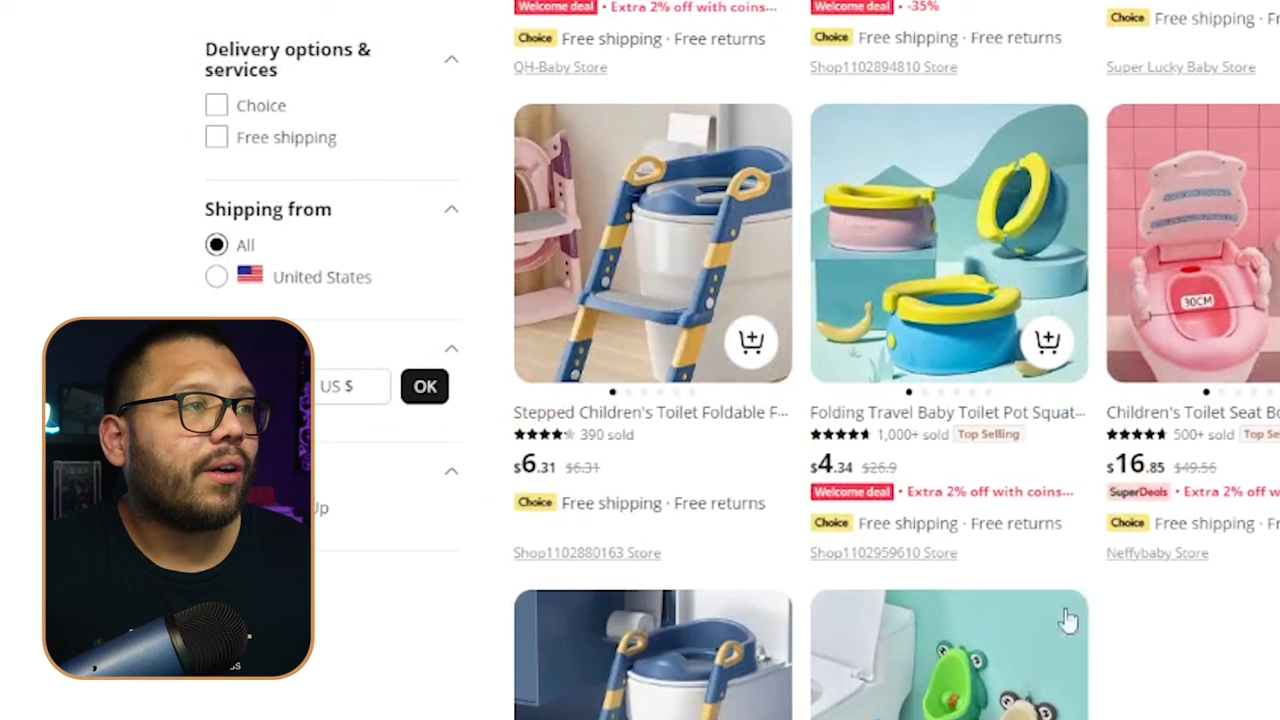 Delivery options &
services
Choice
Free shipping
Shipping from
All
United States
US $
OK
Up
Welcome deal • Extra 2% off with coins...
Choice Free shipping · Free returns
QH-Baby Store
Welcome deal • -35%
Choice Free shipping · Free returns
Shop1102894810 Store
Choice Free shipping · Fr
Super Lucky Baby Store
Stepped Children's Toilet Foldable F...
390 sold
$6.31 $6.31
Choice Free shipping · Free returns
Shop1102880163 Store
Folding Travel Baby Toilet Pot Squat...
1,000+ sold Top Selling
$4.34 $26.9
Welcome deal • Extra 2% off with coins...
Choice Free shipping · Free returns
Shop1102959610 Store
30CM
Children's Toilet Seat Bo
500+ sold Top Se
$16.85 $49.56
SuperDeals • Extra 2% off w
Choice Free shipping · Fr
Neffybaby Store